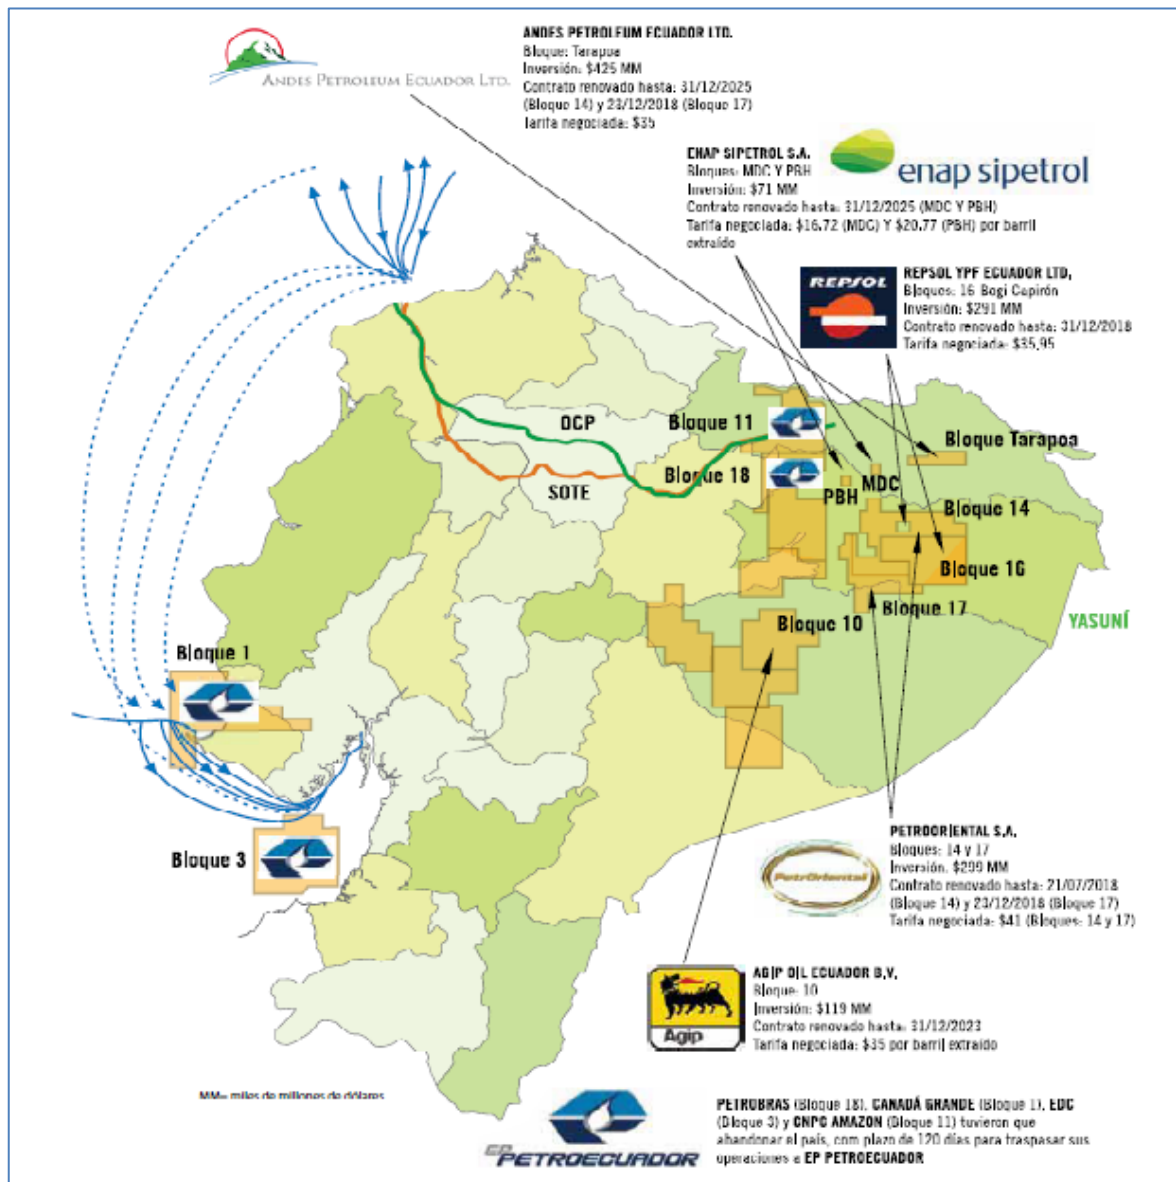 ANDES PETROLEUM ECUADOR LTD.
ANDES PETROLEUM ECUADOR LTD.
Bloque: Tarapoa
Inversión: $425 MM
Contrato renovado hasta: 31/12/2025
(Bloque 14) y 23/12/2018 (Bloque 17)
Tarifa negociada: $35
ENAP SIPETROL S.A.
Bloques: MDC Y PBH
Inversión: $71 MM
Contrato renovado hasta: 31/12/2025 (MDC Y PBH)
Tarifa negociada: $16,72 (MDC) Y $20,77 (PBH) por barril
extraído
enap sipetrol
REPSOL
REPSOL YPF ECUADOR LTD,
Bloques: 16 Bogi Capirón
Inversión: $291 MM
Contrato renovado hasta: 31/12/2018
Tarifa negociada: $35,95
OCP
SOTE
Bloque 11
Bloque 18
PBH
MDC
Bloque Tarapoa
Bloque 14
Bloque 16
Bloque 17
Bloque 10
YASUNÍ
Bloque 1
Bloque 3
PetrOriental
PETROORIENTAL S.A.
Bloques: 14 y 17
Inversión. $299 MM
Contrato renovado hasta: 21/07/2018
(Bloque 14) y 23/12/2018 (Bloque 17)
Tarifa negociada: $41 (Bloques: 14 y 17)
Agip
AGIP OIL ECUADOR B.V.
Bloque: 10
Inversión: $119 MM
Contrato renovado hasta: 31/12/2023
Tarifa negociada: $35 por barril extraído
MM= miles de millones de dólares
EP
PETROECUADOR
PETROBRAS (Bloque 18), CANADÁ GRANDE (Bloque 1), EDC
(Bloque 3) y CNPC AMAZON (Bloque 11) tuvieron que
abandonar el país, com plazo de 120 días para traspasar sus
operaciones a EP PETROECUADOR